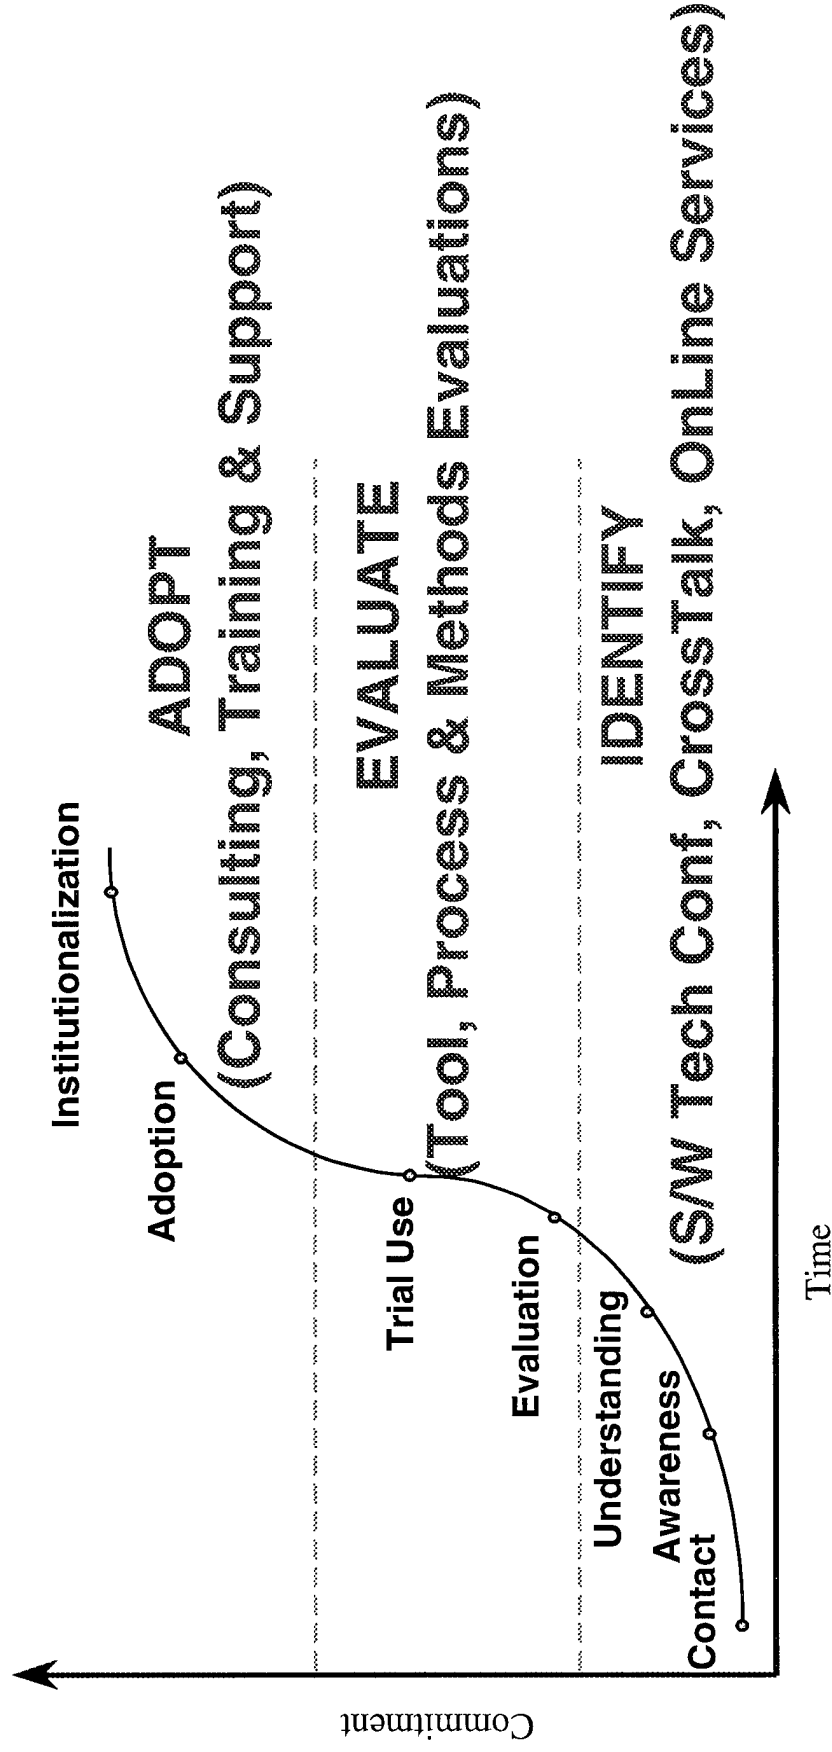 Institutionalization
ADOPT
Adoption
(Consulting, Training & Support)
EVALUATE
Trial Use
(Tool, Process & Methods Evaluations)
Evaluation
IDENTIFY
Understanding
Awareness
(S/W Tech Conf, CrossTalk, OnLine Services)
Contact
Commitment
Time